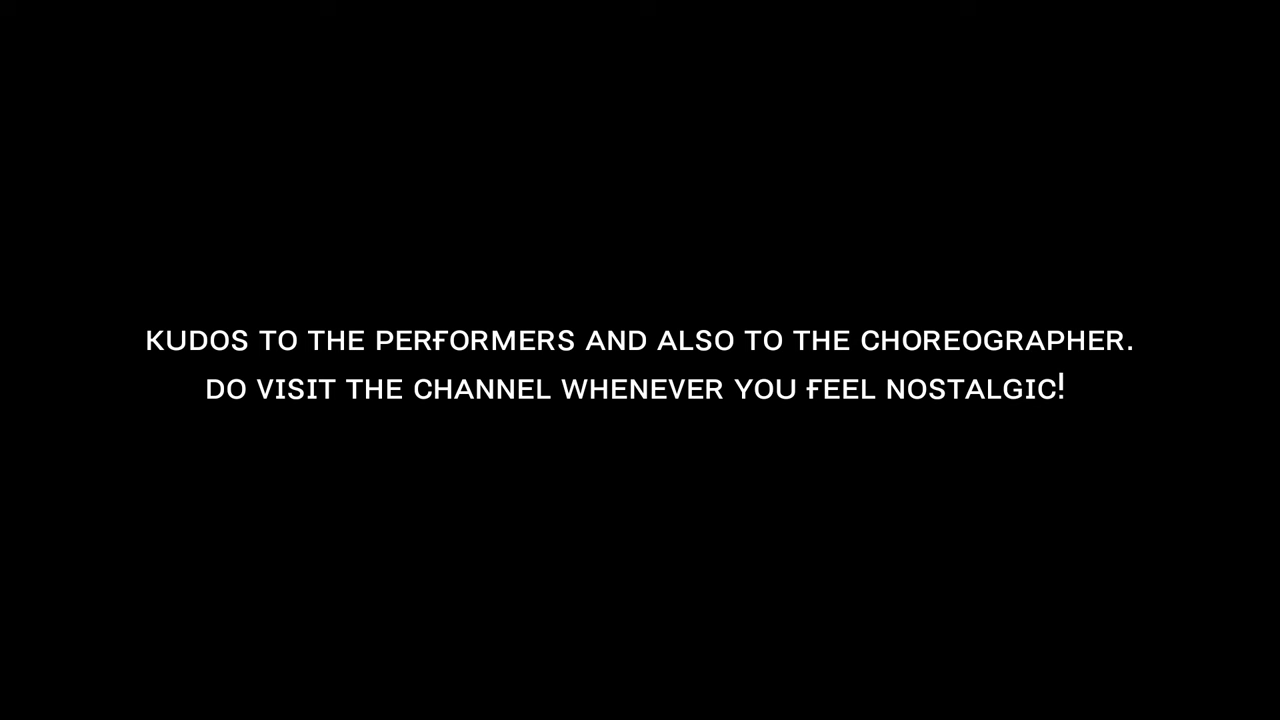 KUDOS TO THE PERFORMERS AND ALSO TO THE CHOREOGRAPHER.
DO VISIT THE CHANNEL WHENEVER YOU FEEL NOSTALGIC!